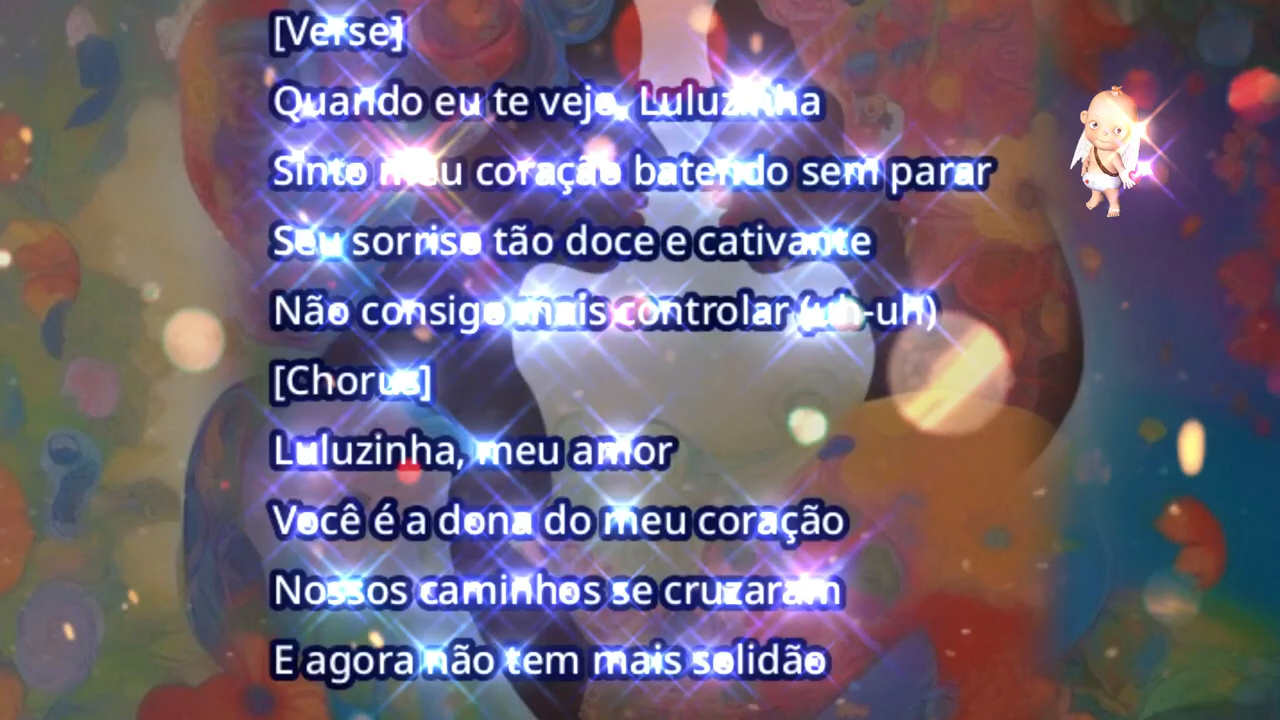 [Verse]
Quando eu te vejo, Luluzinha
Sinto meu coração batendo sem parar
Seu sorriso tão doce e cativante
Não consigo mais controlar (uh-uh)
[Chorus]
Luluzinha, meu amor
Você é a dona do meu coração
Nossos caminhos se cruzaram
E agora não tem mais solidão